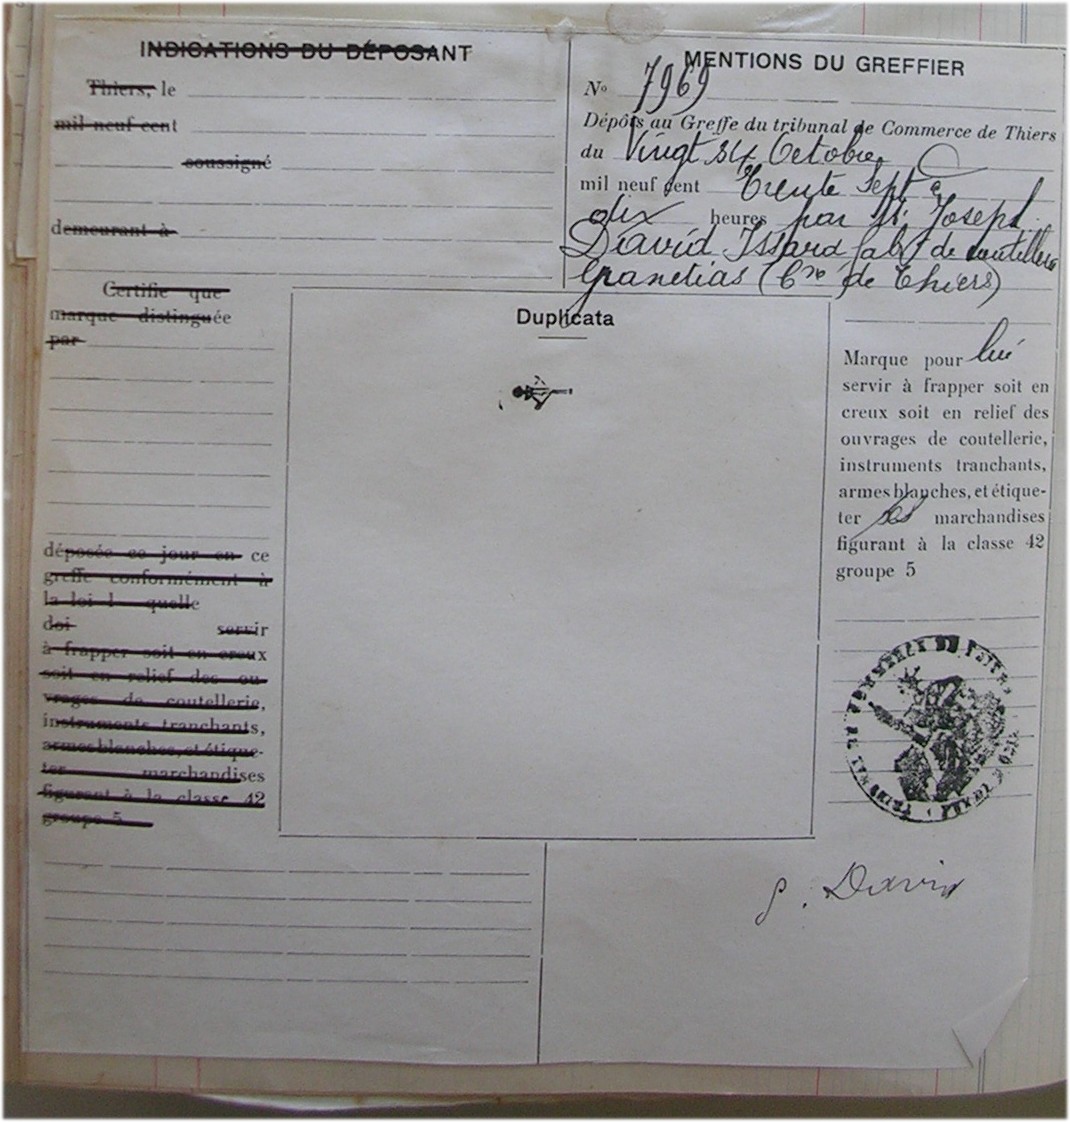 INDICATIONS DU DÉPOSANT
Thiers, le
mil neuf cent
soussigné
demeurant à
Certifie que
marque distinguée
par
déposée ce jour en ce
greffe conformément à
la loi l quelle
doi servir
à frapper soit en creux
soit en relief des ou-
vrages de coutellerie,
instruments tranchants,
armes blanches, et étique-
ter marchandises
figurant à la classe 42
groupe 5
MENTIONS DU GREFFIER
No 7969
Dépôts au Greffe du tribunal de Commerce de Thiers
du Vingt six Octobre
mil neuf cent Trente Sept à
dix heures par M. Joseph
David Issard fabt de coutellerie
Granetias (Cne de Thiers)
Duplicata
Marque pour lui
servir à frapper soit en
creux soit en relief des
ouvrages de coutellerie,
instruments tranchants,
armes blanches, et étique-
ter ses marchandises
figurant à la classe 42
groupe 5
COMMERCE
David